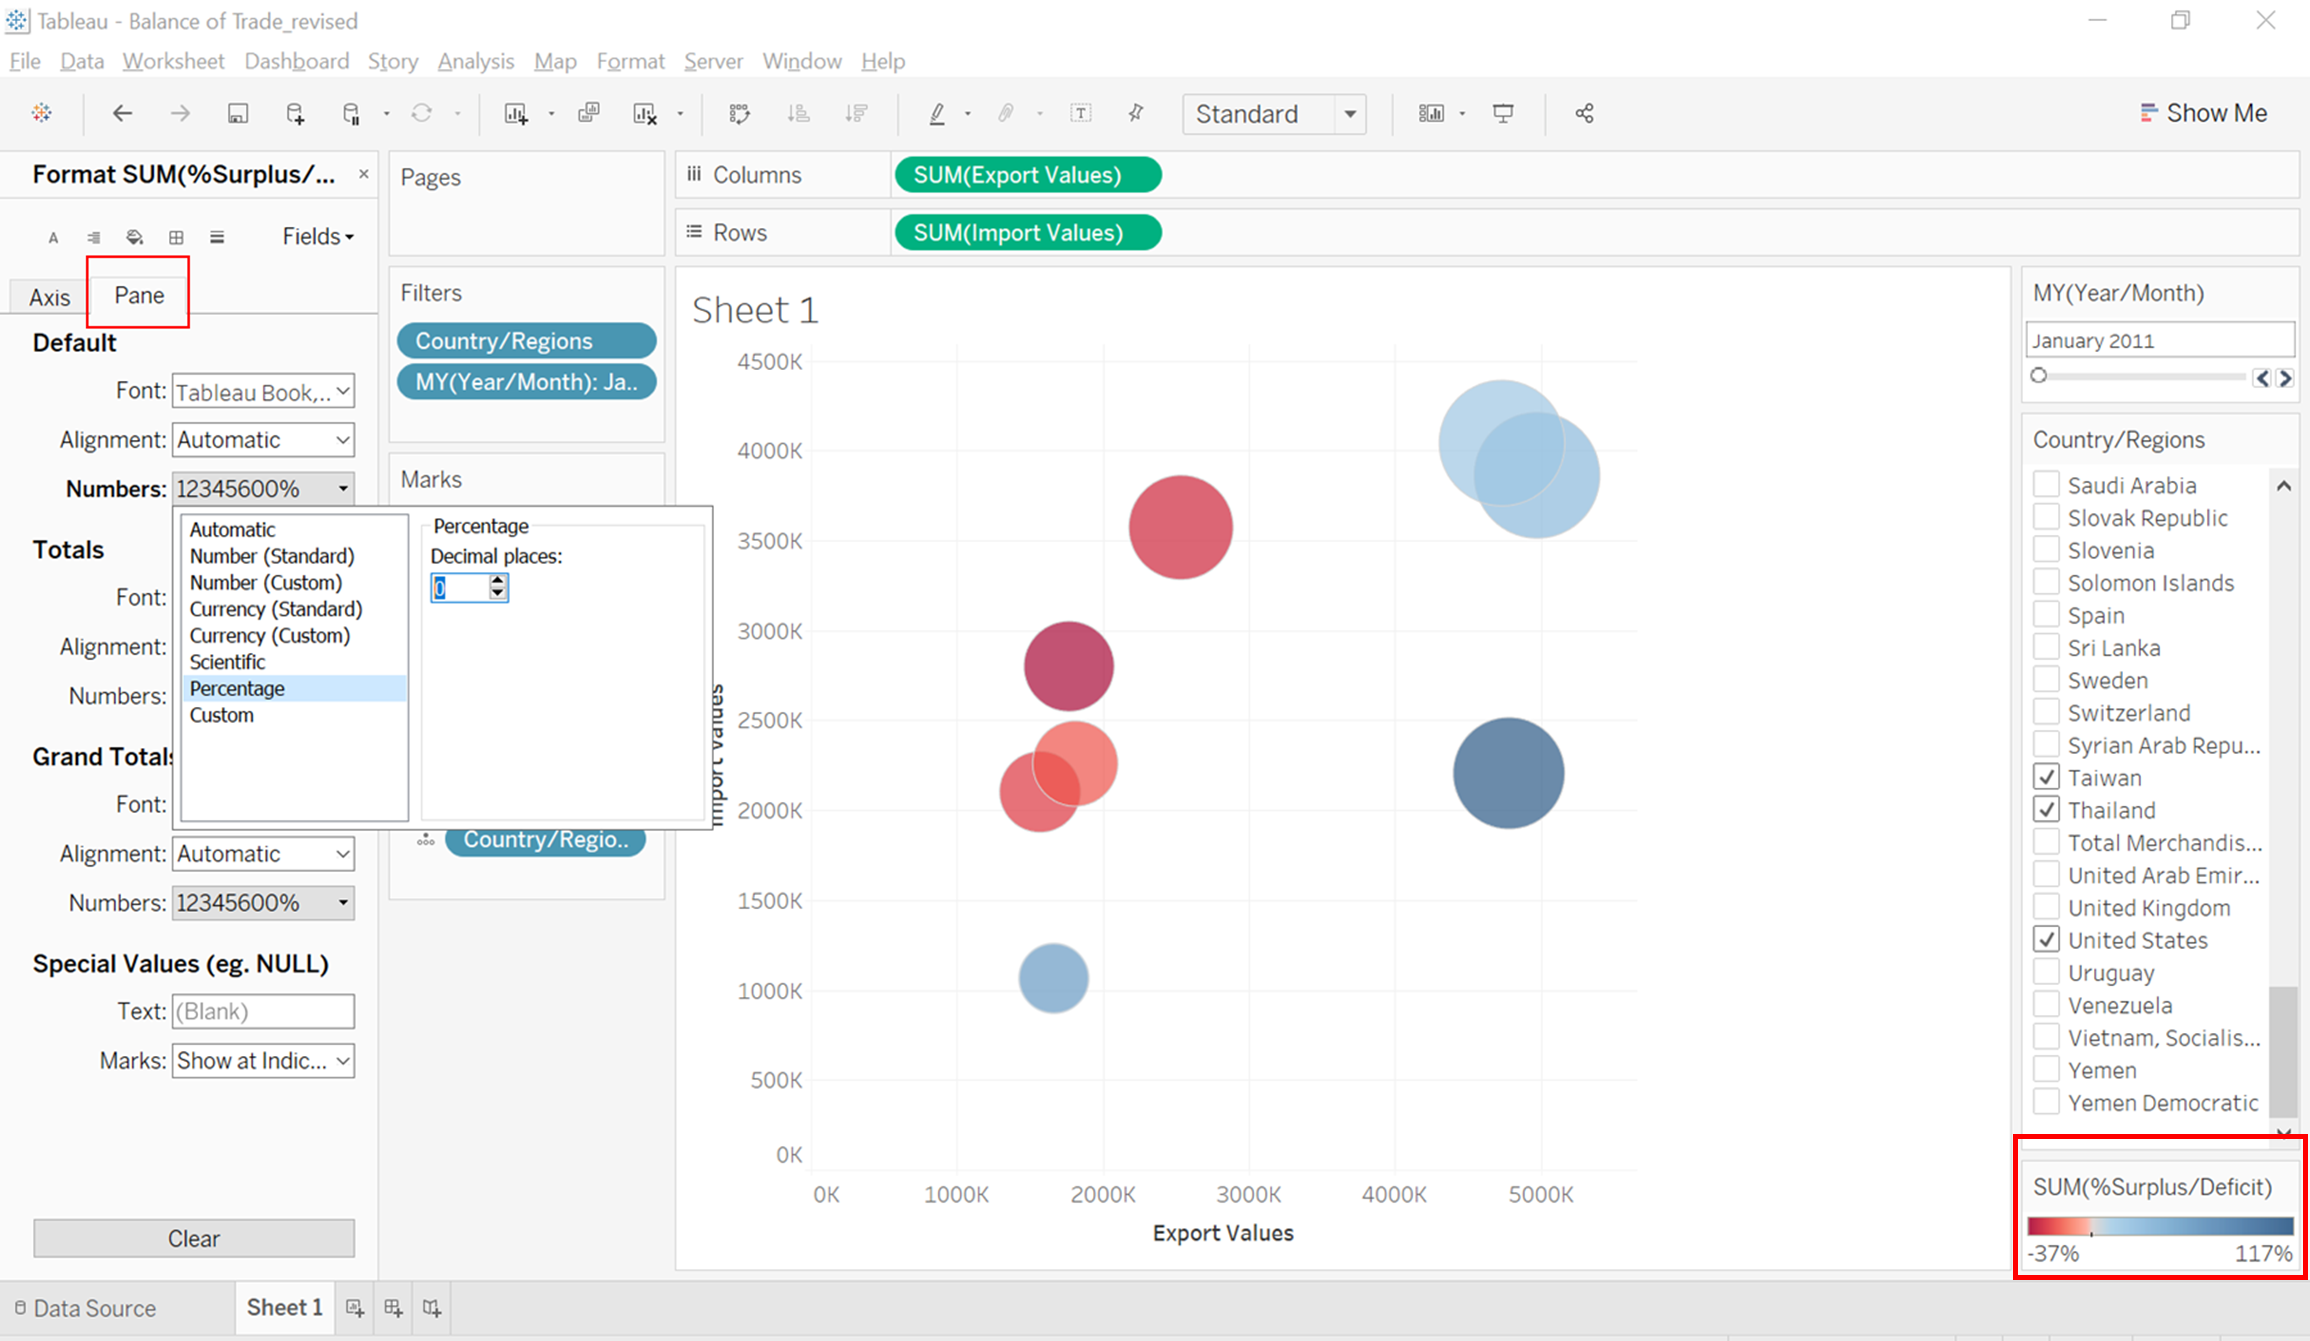 Tableau - Balance of Trade_revised
File Data Worksheet Dashboard Story Analysis Map Format Server Window Help
Standard
Show Me
Format SUM(%Surplus/...
Fields
Axis
Pane
Default
Font: Tableau Book,...
Alignment: Automatic
Numbers: 12345600%
Totals
Font:
Alignment:
Numbers:
Grand Totals
Font:
Alignment: Automatic
Numbers: 12345600%
Special Values (eg. NULL)
Text: (Blank)
Marks: Show at Indic...
Clear
Automatic
Number (Standard)
Number (Custom)
Currency (Standard)
Currency (Custom)
Scientific
Percentage
Custom
Percentage
Decimal places:
0
Pages
Filters
Country/Regions
MY(Year/Month): Ja..
Marks
Country/Regio..
Columns
SUM(Export Values)
Rows
SUM(Import Values)
Sheet 1
4500K
4000K
3500K
3000K
2500K
2000K
1500K
1000K
500K
0K
Import Values
0K 1000K 2000K 3000K 4000K 5000K
Export Values
MY(Year/Month)
January 2011
Country/Regions
Saudi Arabia
Slovak Republic
Slovenia
Solomon Islands
Spain
Sri Lanka
Sweden
Switzerland
Syrian Arab Repu...
Taiwan
Thailand
Total Merchandis...
United Arab Emir...
United Kingdom
United States
Uruguay
Venezuela
Vietnam, Socialis...
Yemen
Yemen Democratic
SUM(%Surplus/Deficit)
-37% 117%
Data Source
Sheet 1